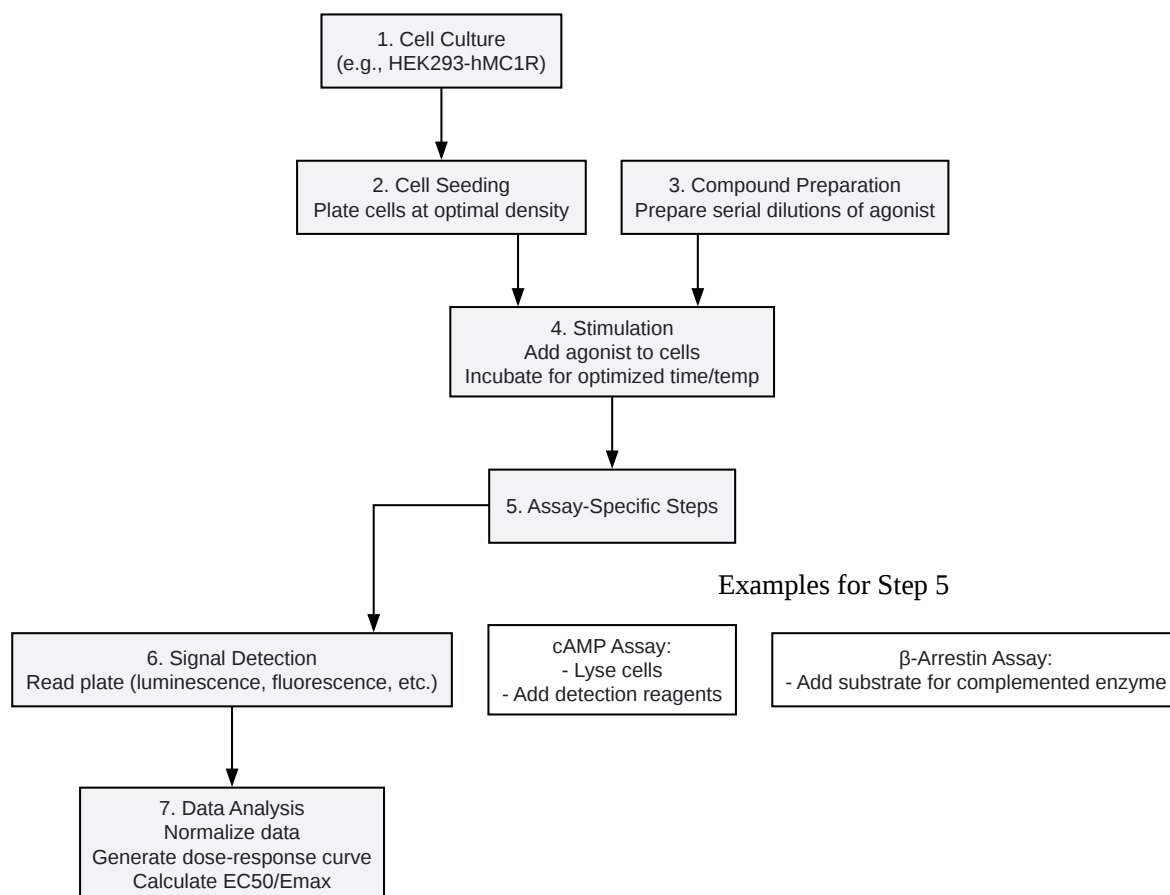 1. Cell Culture
(e.g., HEK293-hMC1R)
2. Cell Seeding
Plate cells at optimal density
3. Compound Preparation
Prepare serial dilutions of agonist
4. Stimulation
Add agonist to cells
Incubate for optimized time/temp
5. Assay-Specific Steps
Examples for Step 5
6. Signal Detection
Read plate (luminescence, fluorescence, etc.)
cAMP Assay:
- Lyse cells
- Add detection reagents
β-Arrestin Assay:
- Add substrate for complemented enzyme
7. Data Analysis
Normalize data
Generate dose-response curve
Calculate EC50/Emax